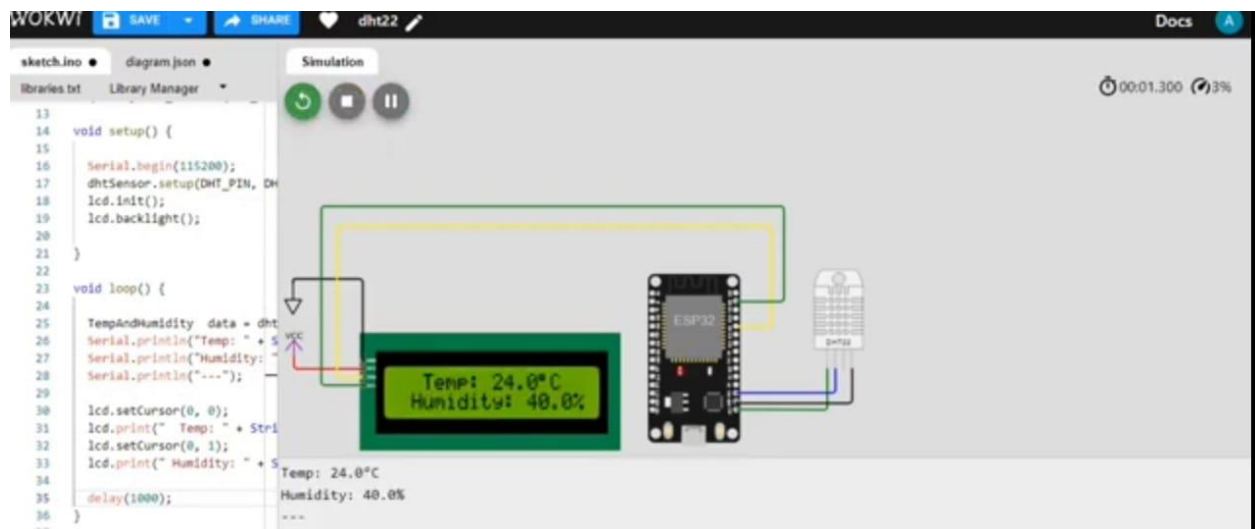 WOKWI SAVE SHARE dht22 Docs A
sketch.ino diagram.json
libraries.txt Library Manager
Simulation
00:01.300 3%
13
14 void setup() {
15
16 Serial.begin(115200);
17 dhtSensor.setup(DHT_PIN, DH
18 lcd.init();
19 lcd.backlight();
20
21 }
22
23 void loop() {
24
25 TempAndHumidity data = dht
26 Serial.println("Temp: " + S
27 Serial.println("Humidity: "
28 Serial.println("---");
29
30 lcd.setCursor(0, 0);
31 lcd.print(" Temp: " + Stri
32 lcd.setCursor(0, 1);
33 lcd.print(" Humidity: " + S
34
35 delay(1000);
36 }
VCC
Temp: 24.0°C
Humidity: 40.0%
ESP32
DHT22
Temp: 24.0°C
Humidity: 40.0%
---